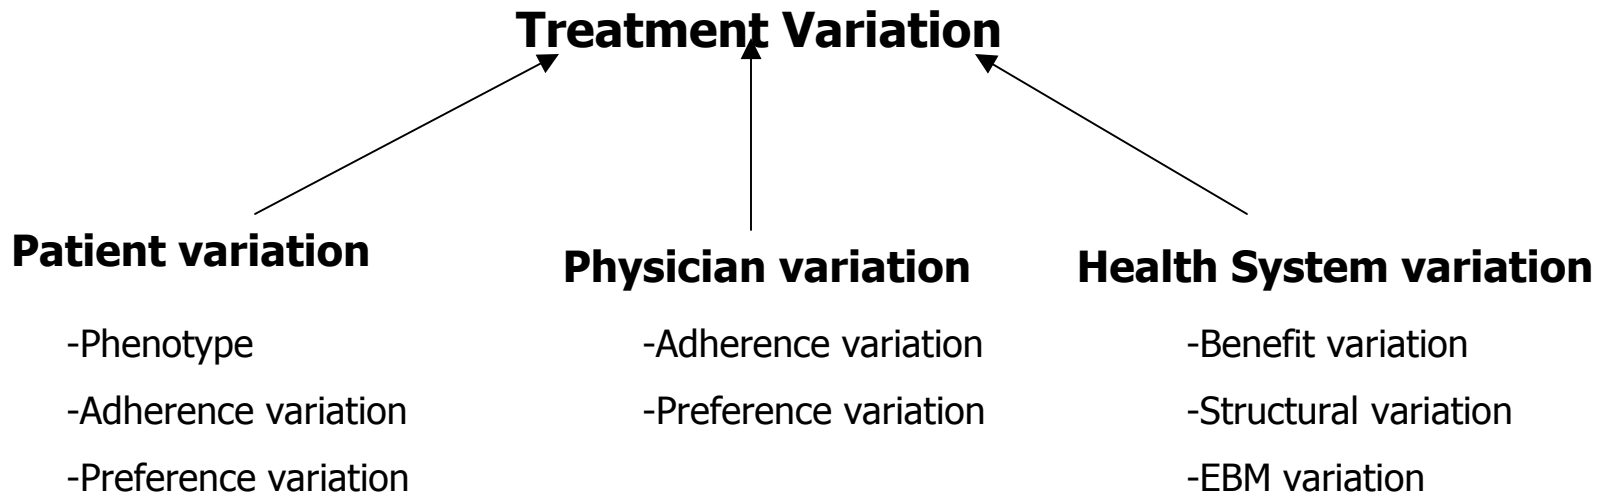 Treatment Variation
Patient variation
-Phenotype
-Adherence variation
-Preference variation
Physician variation
-Adherence variation
-Preference variation
Health System variation
-Benefit variation
-Structural variation
-EBM variation